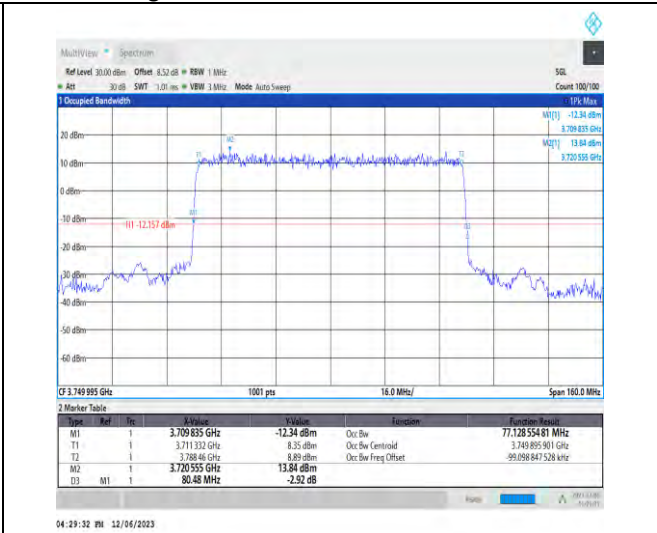 MultiView Spectrum
Ref Level 30.00 dBm Offset 8.52 dB RBW 1 MHz SGL
Att 30 dB SWT 1.01 ms VBW 3 MHz Mode Auto Sweep Count 100/100
1 Occupied Bandwidth 1Pk Max
M1[1] -12.34 dBm
3.709 835 GHz
20 dBm M2[1] 13.84 dBm
3.720 555 GHz
M2
T1 T2
10 dBm
0 dBm
M1
-10 dBm
H1 -12.157 dBm
-20 dBm
-30 dBm
-40 dBm
-50 dBm
-60 dBm
CF 3.749 995 GHz 1001 pts 16.0 MHz/ Span 160.0 MHz
2 Marker Table
Type Ref Trc X-Value Y-Value Function Function Result
M1 1 3.709 835 GHz -12.34 dBm Occ Bw 77.128 554 81 MHz
T1 1 3.711 332 GHz 8.35 dBm Occ Bw Centroid 3.749 895 901 GHz
T2 1 3.788 46 GHz 8.89 dBm Occ Bw Freq Offset -99.098 847 528 kHz
M2 1 3.720 555 GHz 13.84 dBm
D3 M1 1 80.48 MHz -2.92 dB
04:29:32 PM 12/06/2023